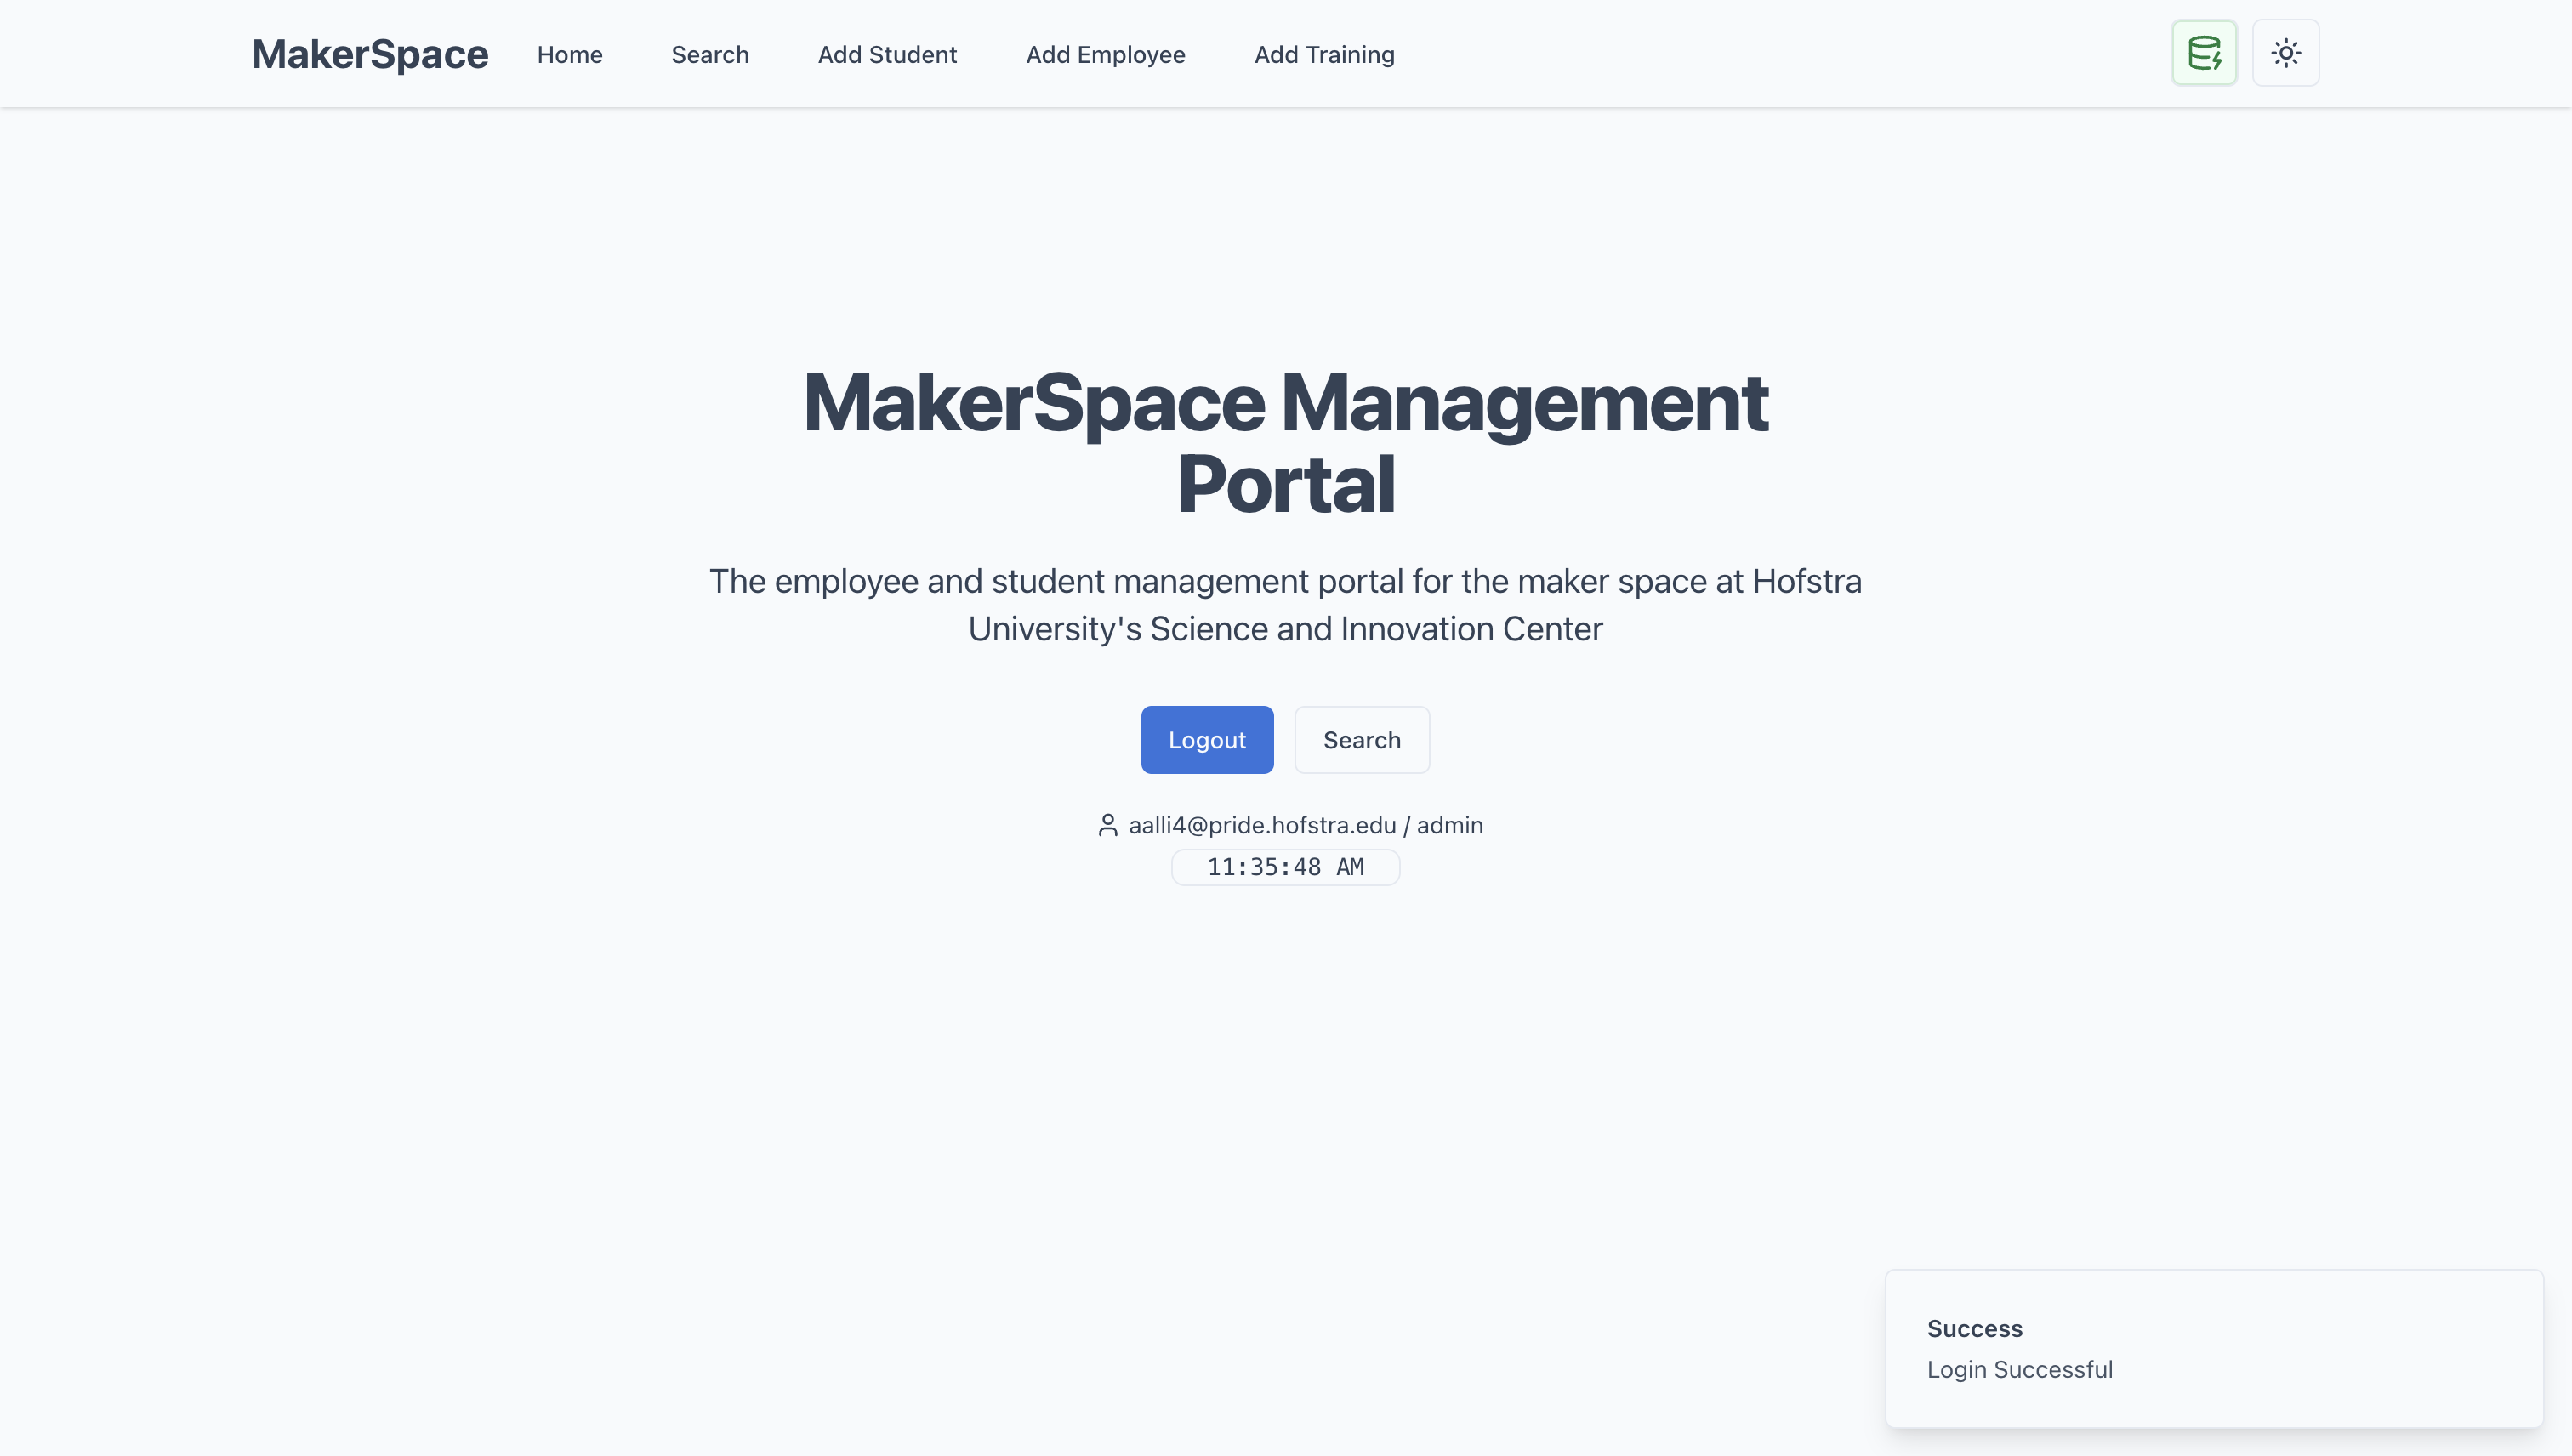 MakerSpace Home Search Add Student Add Employee Add Training
MakerSpace Management
Portal
The employee and student management portal for the maker space at Hofstra
University's Science and Innovation Center
Logout Search
aalli4@pride.hofstra.edu / admin
11:35:48 AM
Success
Login Successful